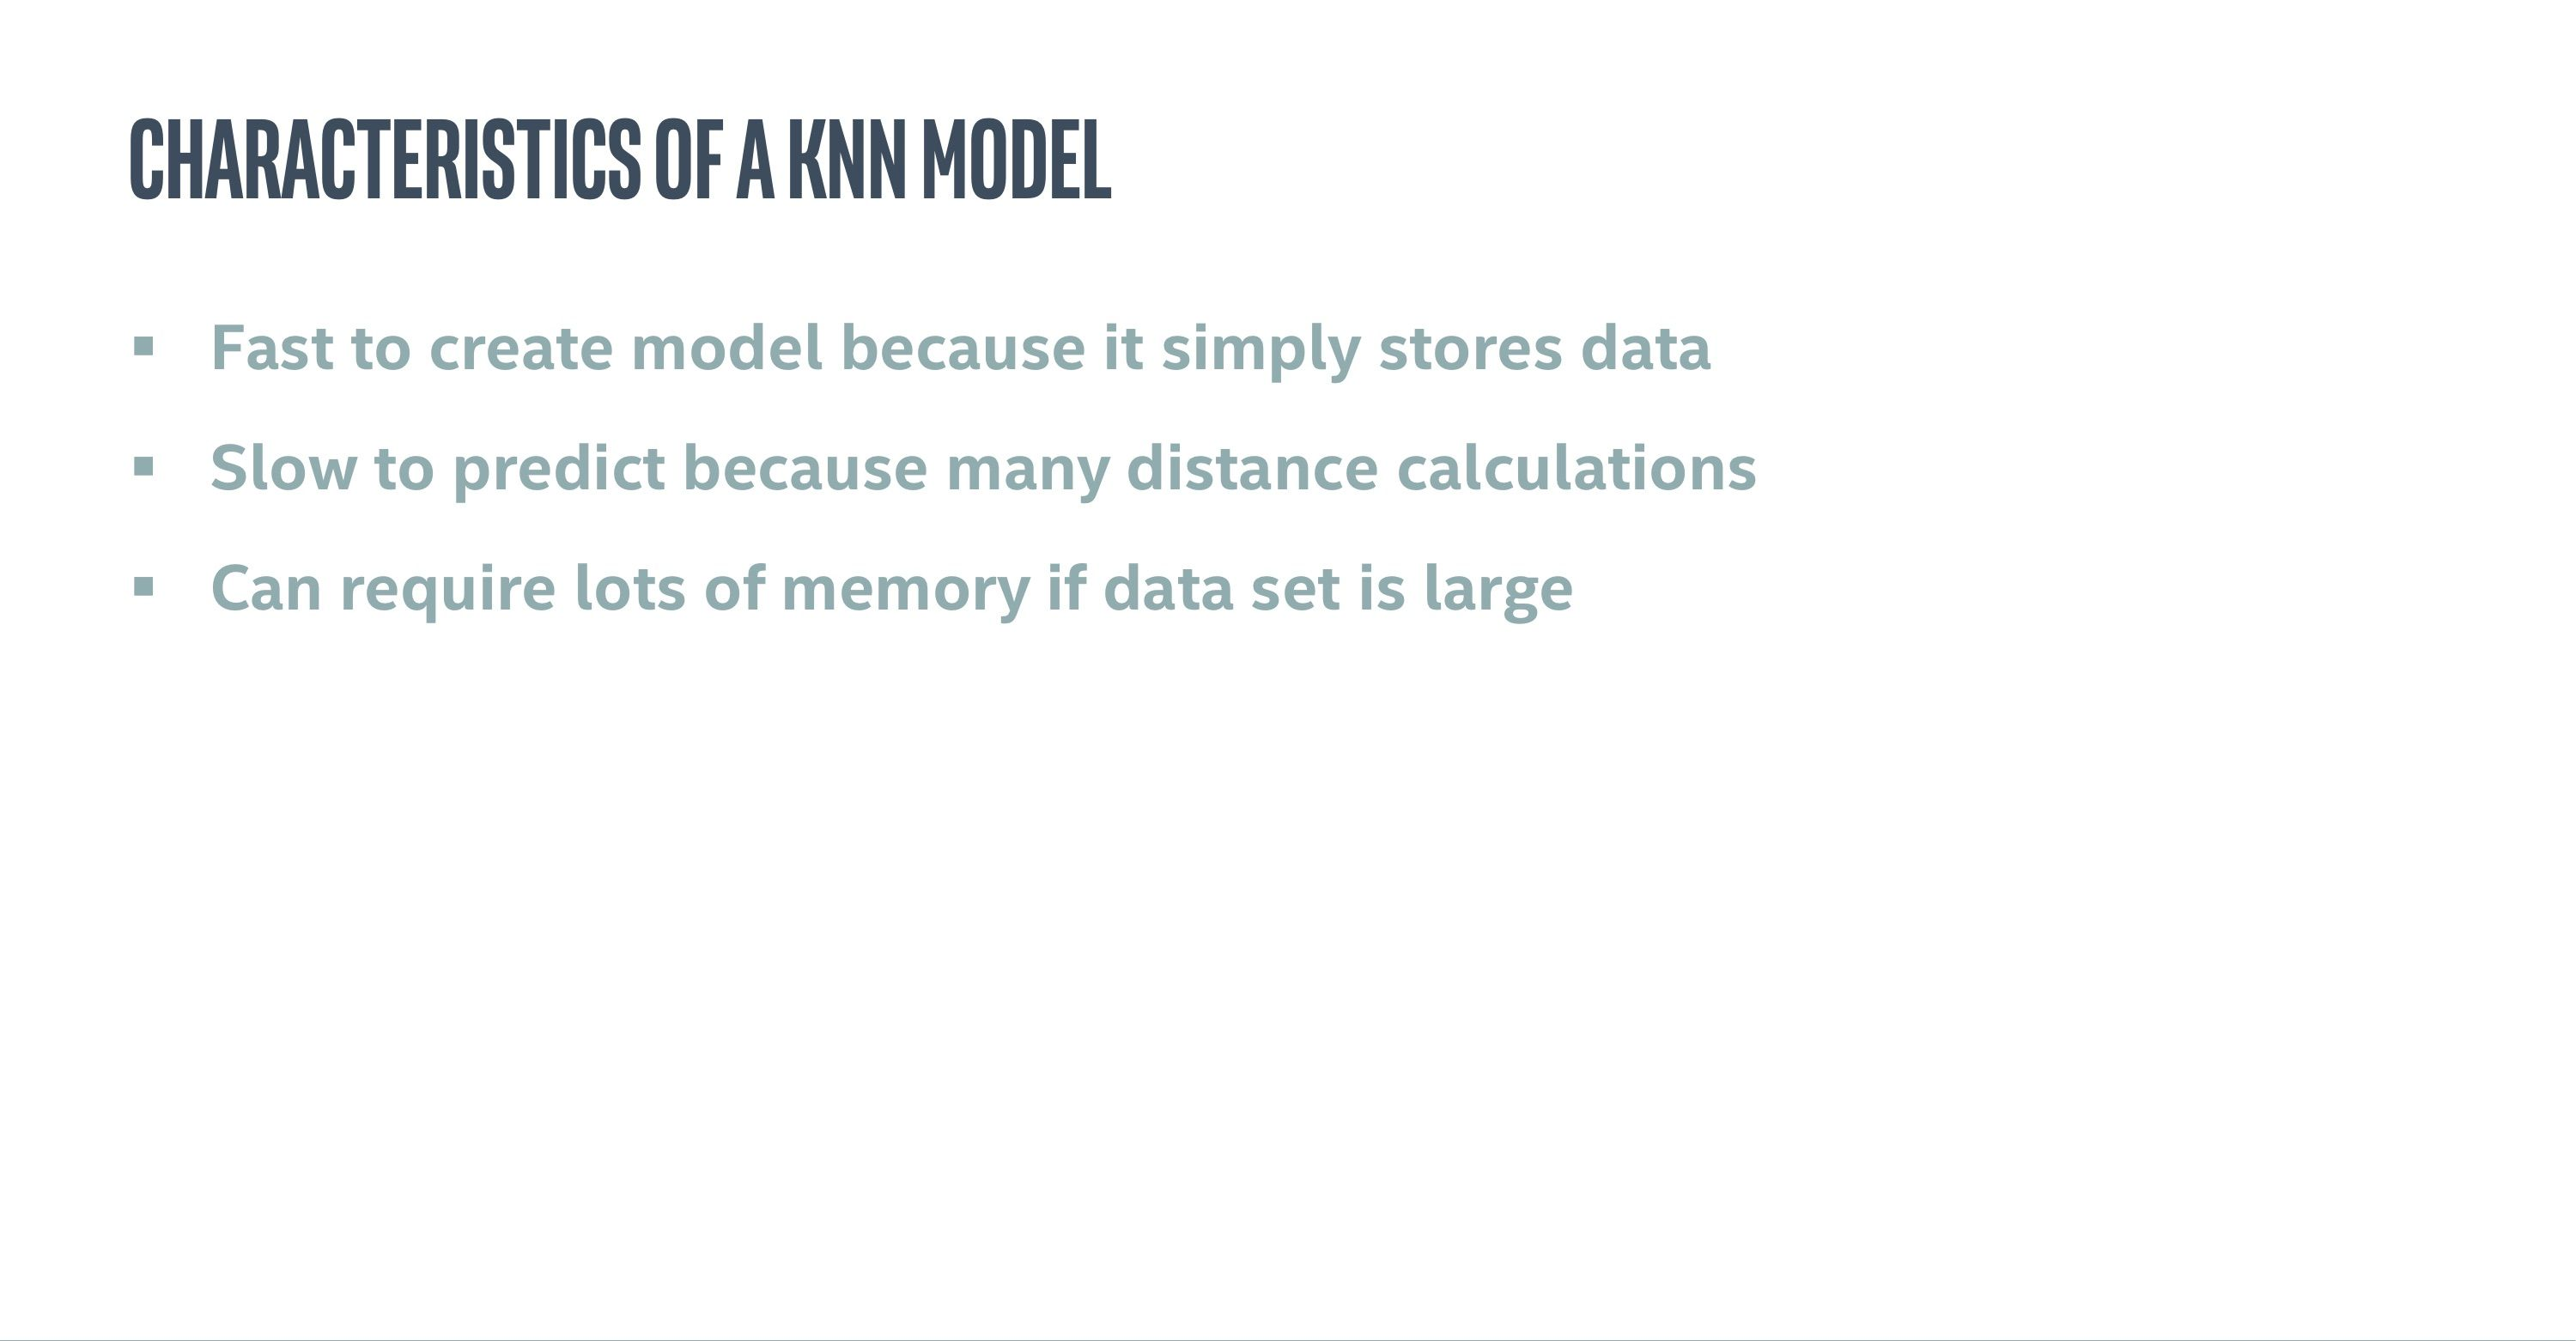 CHARACTERISTICS OF A KNN MODEL
▪ Fast to create model because it simply stores data
▪ Slow to predict because many distance calculations
▪ Can require lots of memory if data set is large